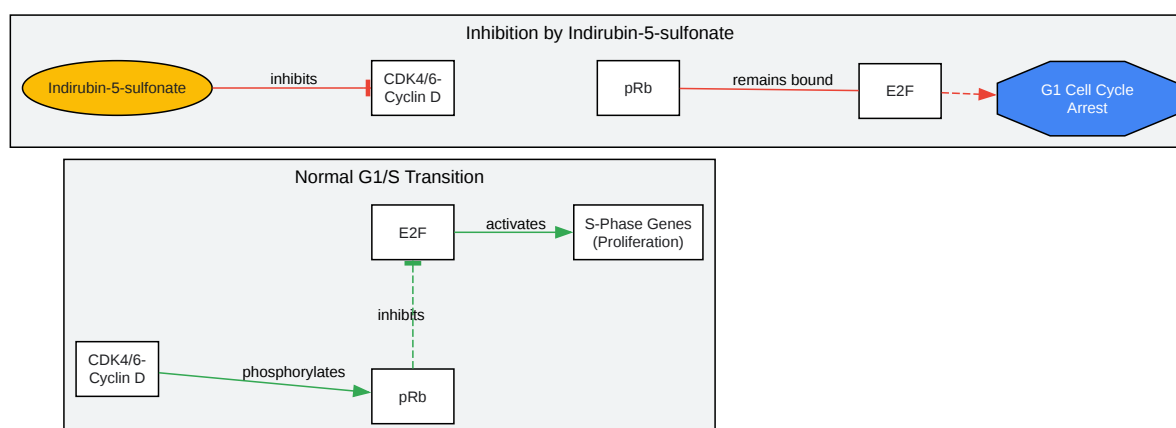 Inhibition by Indirubin-5-sulfonate
Indirubin-5-sulfonate
inhibits
CDK4/6-
Cyclin D
pRb
remains bound
E2F
G1 Cell Cycle
Arrest
Normal G1/S Transition
E2F
activates
S-Phase Genes
(Proliferation)
inhibits
CDK4/6-
Cyclin D
phosphorylates
pRb